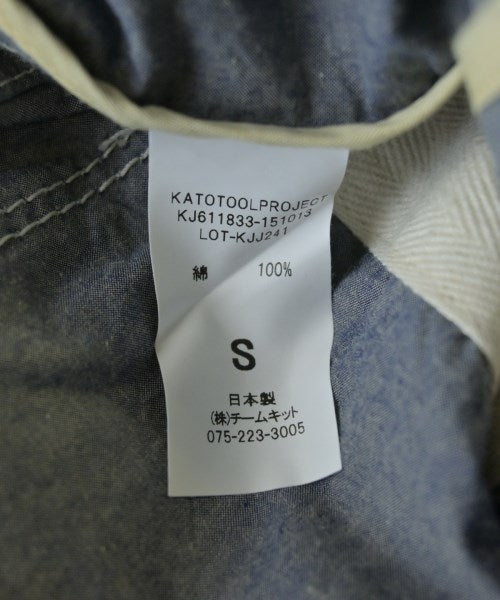 KATOTOOLPROJECT
KJ611833-151013
LOT-KJJ241
綿 100%
S
日本製
(株)チームキット
075-223-3005